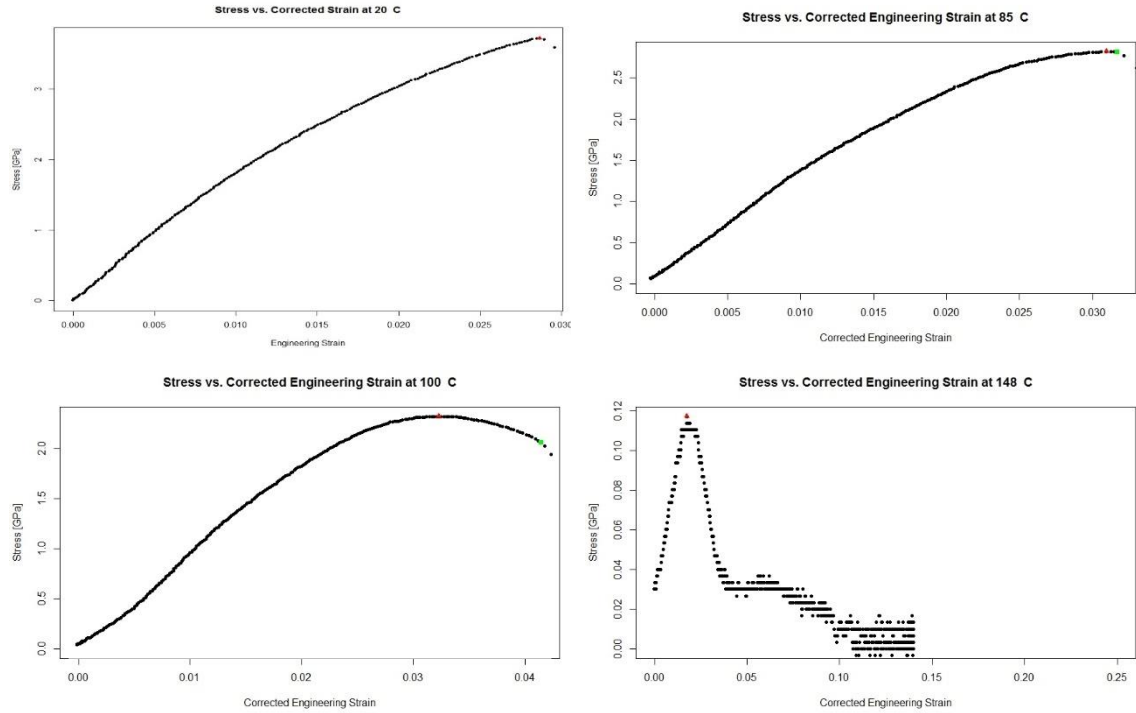 Stress vs. Corrected Strain at 20 C
Stress [GPa]
3
2
1
0
0.000 0.005 0.010 0.015 0.020 0.025 0.030
Engineering Strain
Stress vs. Corrected Engineering Strain at 85 C
Stress [GPa]
2.5
2.0
1.5
1.0
0.5
0.0
0.000 0.005 0.010 0.015 0.020 0.025 0.030
Corrected Engineering Strain
Stress vs. Corrected Engineering Strain at 100 C
Stress [GPa]
2.0
1.5
1.0
0.5
0.0
0.00 0.01 0.02 0.03 0.04
Corrected Engineering Strain
Stress vs. Corrected Engineering Strain at 148 C
Stress [GPa]
0.12
0.10
0.08
0.06
0.04
0.02
0.00
0.00 0.05 0.10 0.15 0.20 0.25
Corrected Engineering Strain